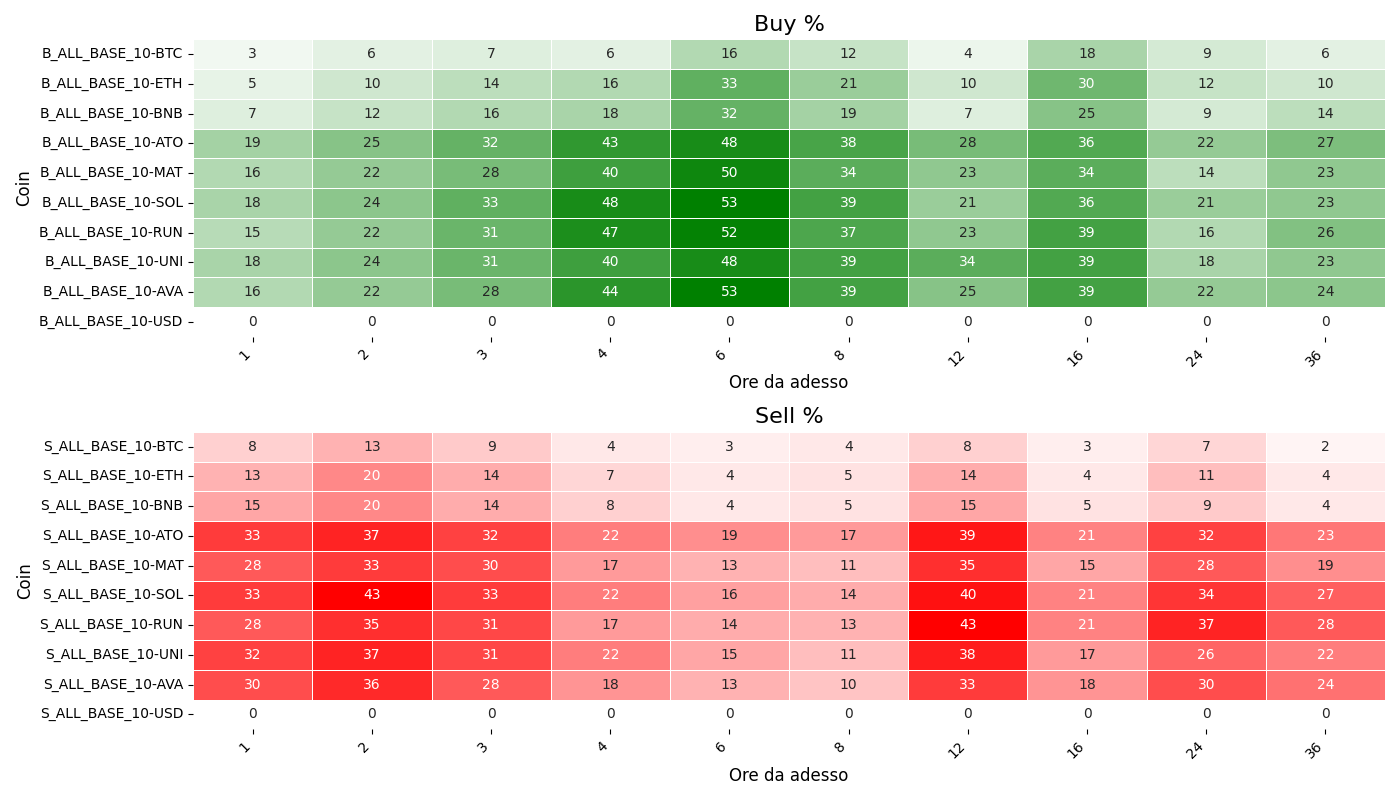 Buy %
Coin
B_ALL_BASE_10-BTC 3 6 7 6 16 12 4 18 9 6
B_ALL_BASE_10-ETH 5 10 14 16 33 21 10 30 12 10
B_ALL_BASE_10-BNB 7 12 16 18 32 19 7 25 9 14
B_ALL_BASE_10-ATO 19 25 32 43 48 38 28 36 22 27
B_ALL_BASE_10-MAT 16 22 28 40 50 34 23 34 14 23
B_ALL_BASE_10-SOL 18 24 33 48 53 39 21 36 21 23
B_ALL_BASE_10-RUN 15 22 31 47 52 37 23 39 16 26
B_ALL_BASE_10-UNI 18 24 31 40 48 39 34 39 18 23
B_ALL_BASE_10-AVA 16 22 28 44 53 39 25 39 22 24
B_ALL_BASE_10-USD 0 0 0 0 0 0 0 0 0 0
1 2 3 4 6 8 12 16 24 36
Ore da adesso
Sell %
Coin
S_ALL_BASE_10-BTC 8 13 9 4 3 4 8 3 7 2
S_ALL_BASE_10-ETH 13 20 14 7 4 5 14 4 11 4
S_ALL_BASE_10-BNB 15 20 14 8 4 5 15 5 9 4
S_ALL_BASE_10-ATO 33 37 32 22 19 17 39 21 32 23
S_ALL_BASE_10-MAT 28 33 30 17 13 11 35 15 28 19
S_ALL_BASE_10-SOL 33 43 33 22 16 14 40 21 34 27
S_ALL_BASE_10-RUN 28 35 31 17 14 13 43 21 37 28
S_ALL_BASE_10-UNI 32 37 31 22 15 11 38 17 26 22
S_ALL_BASE_10-AVA 30 36 28 18 13 10 33 18 30 24
S_ALL_BASE_10-USD 0 0 0 0 0 0 0 0 0 0
1 2 3 4 6 8 12 16 24 36
Ore da adesso